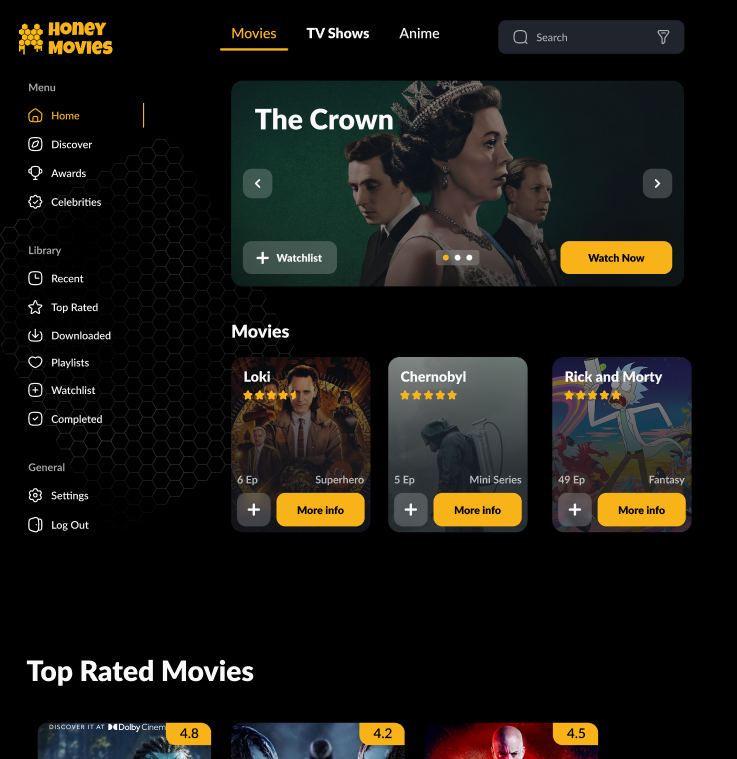 HONEY
MOVIES
Movies
TV Shows
Anime
Search
Menu
Home
Discover
Awards
Celebrities
Library
Recent
Top Rated
Downloaded
Playlists
Watchlist
Completed
General
Settings
Log Out
The Crown
Watchlist
Watch Now
Movies
Loki
6 Ep
Superhero
More info
Chernobyl
5 Ep
Mini Series
More info
Rick and Morty
49 Ep
Fantasy
More info
Top Rated Movies
DISCOVER IT AT Dolby Cinem
4.8
4.2
4.5